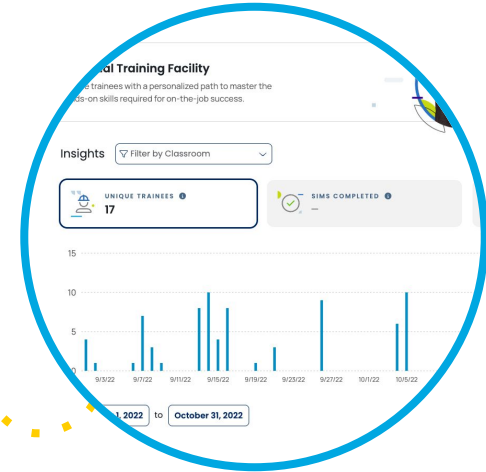 Training Facility
trainees with a personalized path to master the
skills required for on-the-job success.
Insights Filter by Classroom
UNIQUE TRAINEES
17
SIMS COMPLETED
–
15
10
5
0
9/3/22 9/7/22 9/11/22 9/15/22 9/19/22 9/23/22 9/27/22 10/1/22 10/5/22
1, 2022 to October 31, 2022